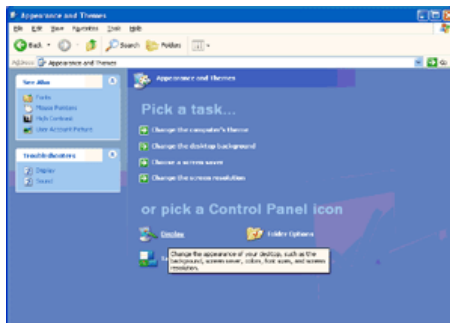 Appearance and Themes
File Edit View Favorites Tools Help
Back Search Folders
Address Appearance and Themes Go
See Also
Fonts
Mouse Pointers
High Contrast
User Account Picture
Troubleshooters
Display
Sound
Appearance and Themes
Pick a task...
Change the computer's theme
Change the desktop background
Choose a screen saver
Change the screen resolution
or pick a Control Panel icon
Display
Folder Options
Change the appearance of your desktop, such as the
background, screen saver, colors, font sizes, and screen
resolution.